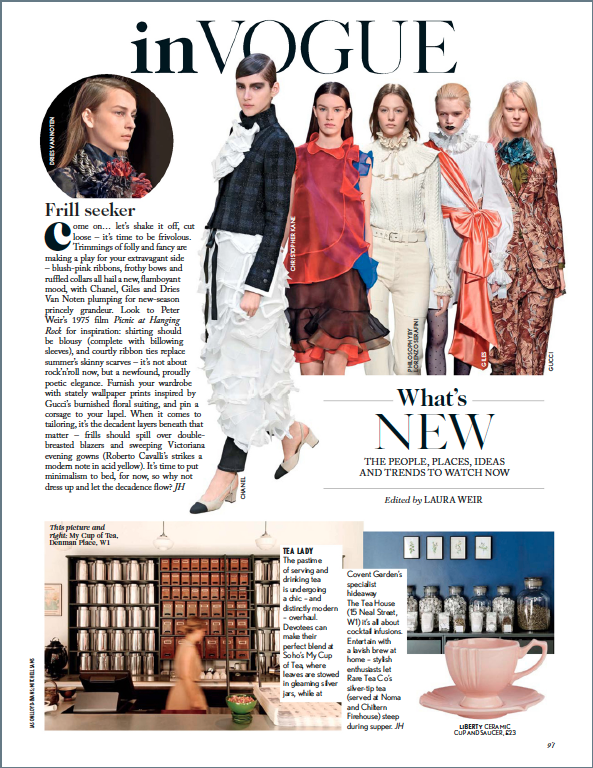 inVOGUE
DRIES VAN NOTEN
Frill seeker
Come on… let's shake it off, cut
loose – it's time to be frivolous.
Trimmings of folly and fancy are
making a play for your extravagant side
– blush-pink ribbons, frothy bows and
ruffled collars all hail a new, flamboyant
mood, with Chanel, Giles and Dries
Van Noten plumping for new-season
princely grandeur. Look to Peter
Weir's 1975 film Picnic at Hanging
Rock for inspiration: shirting should
be blousy (complete with billowing
sleeves), and courtly ribbon ties replace
summer's skinny scarves – it's not about
rock'n'roll now, but a newfound, proudly
poetic elegance. Furnish your wardrobe
with stately wallpaper prints inspired by
Gucci's burnished floral suiting, and pin a
corsage to your lapel. When it comes to
tailoring, it's the decadent layers beneath that
matter – frills should spill over double-
breasted blazers and sweeping Victoriana
evening gowns (Roberto Cavalli's strikes a
modern note in acid yellow). It's time to put
minimalism to bed, for now, so why not
dress up and let the decadence flow? JH
CHANEL
CHRISTOPHER KANE
PHILOSOPHY BY
LORENZO SERAFINI
GILES
GUCCI
What's
NEW
THE PEOPLE, PLACES, IDEAS
AND TRENDS TO WATCH NOW
Edited by LAURA WEIR
This picture and
right: My Cup of Tea,
Denman Place, W1
TEA LADY
The pastime
of serving and
drinking tea
is undergoing
a chic – and
distinctly modern
– overhaul.
Devotees can
make their
perfect blend at
Soho's My Cup
of Tea, where
leaves are stowed
in gleaming silver
jars, while at
Covent Garden's
specialist
hideaway
The Tea House
(15 Neal Street,
W1) it's all about
cocktail infusions.
Entertain with
a lavish brew at
home – stylish
enthusiasts let
Rare Tea Co's
silver-tip tea
(served at Noma
and Chiltern
Firehouse) steep
during supper. JH
LIBERTY CERAMIC
CUP AND SAUCER, £23
97